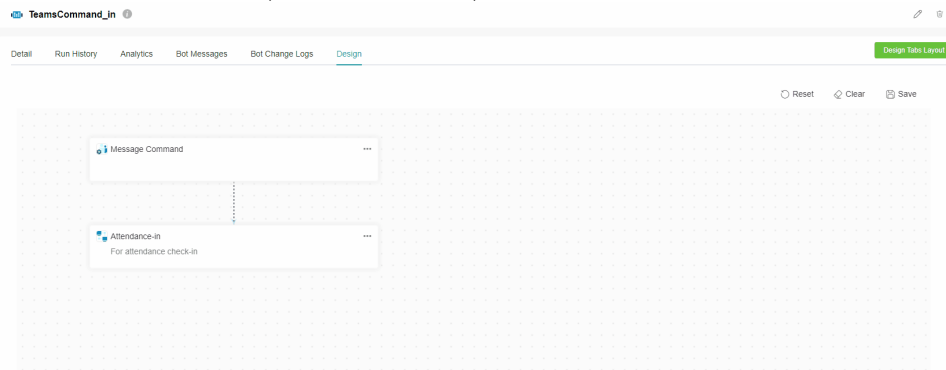 TeamsCommand_in
Detail Run History Analytics Bot Messages Bot Change Logs Design
Design Tabs Layout
Reset Clear Save
Message Command
Attendance-in
For attendance check-in